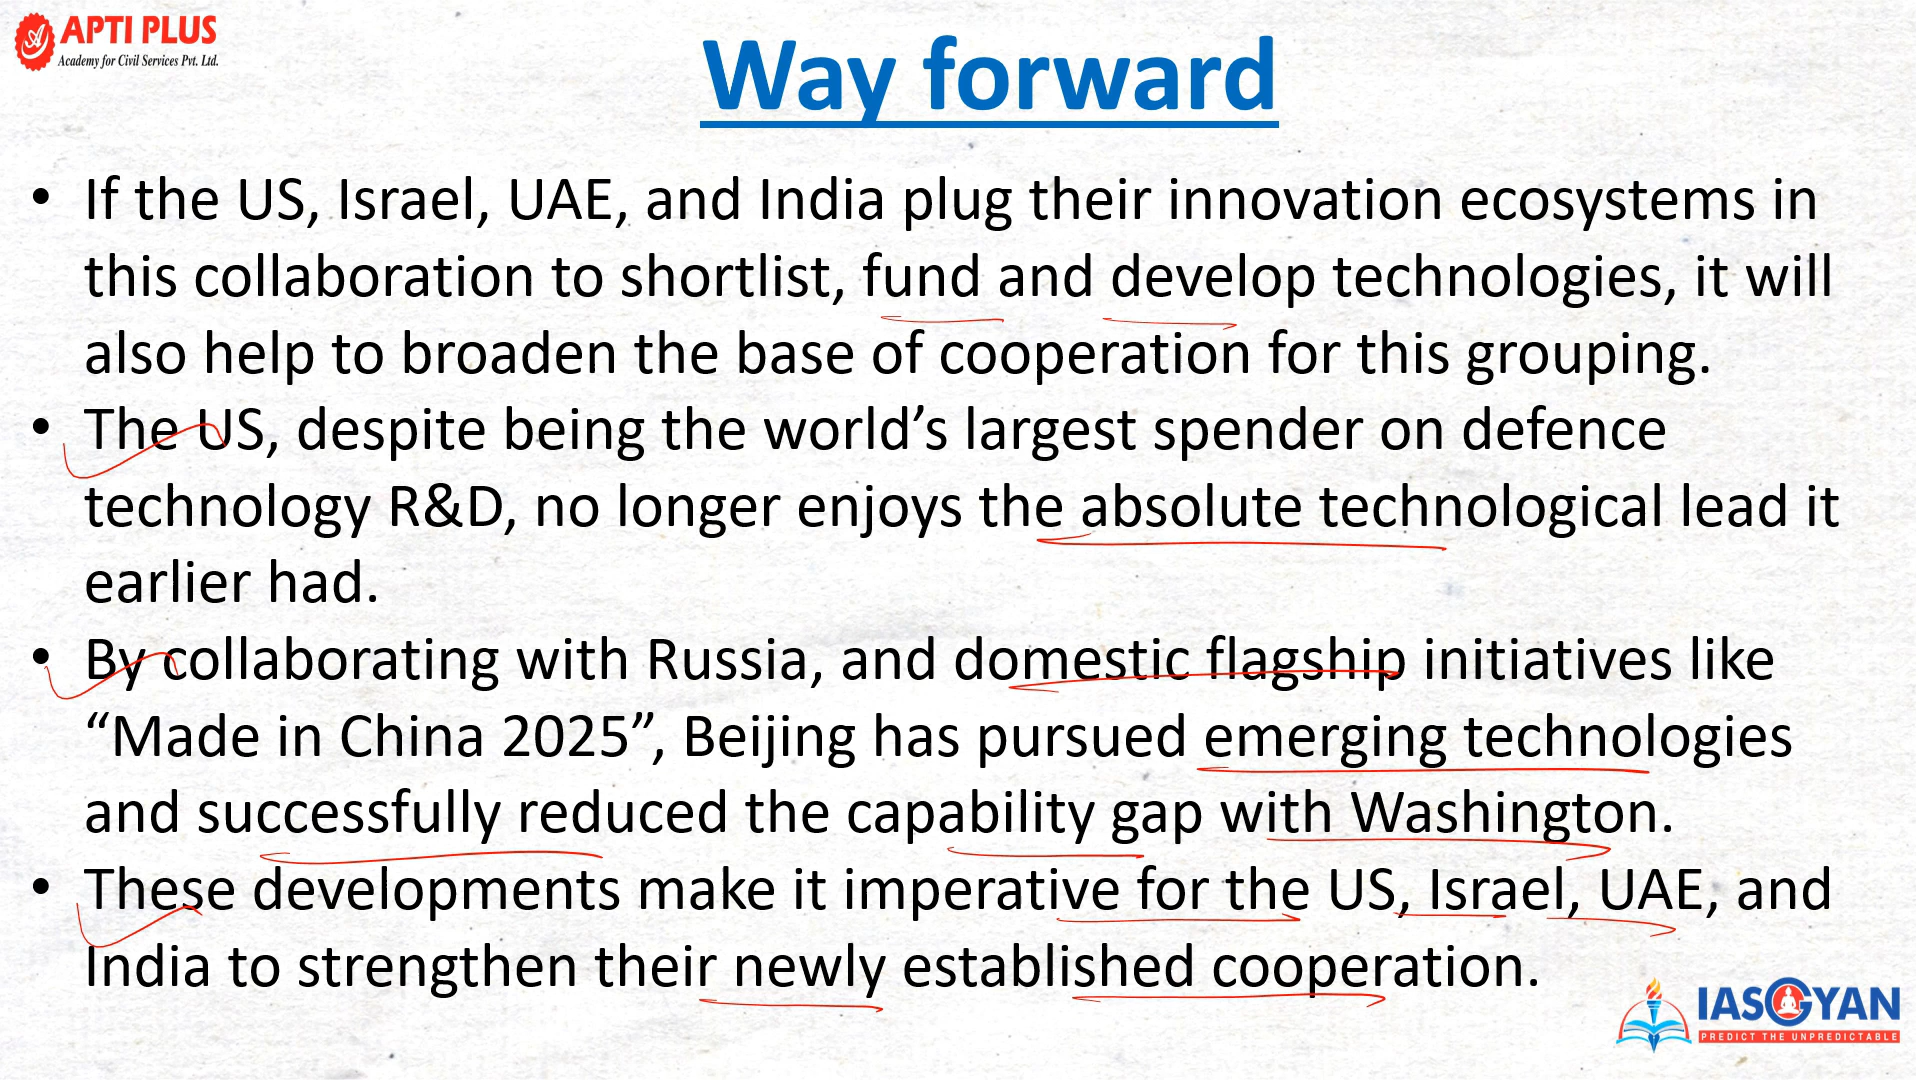 APTI PLUS
Academy for Civil Services Pvt. Ltd.
Way forward
• If the US, Israel, UAE, and India plug their innovation ecosystems in
this collaboration to shortlist, fund and develop technologies, it will
also help to broaden the base of cooperation for this grouping.
• The US, despite being the world’s largest spender on defence
technology R&D, no longer enjoys the absolute technological lead it
earlier had.
• By collaborating with Russia, and domestic flagship initiatives like
“Made in China 2025”, Beijing has pursued emerging technologies
and successfully reduced the capability gap with Washington.
• These developments make it imperative for the US, Israel, UAE, and
India to strengthen their newly established cooperation.
IASGYAN
PREDICT THE UNPREDICTABLE